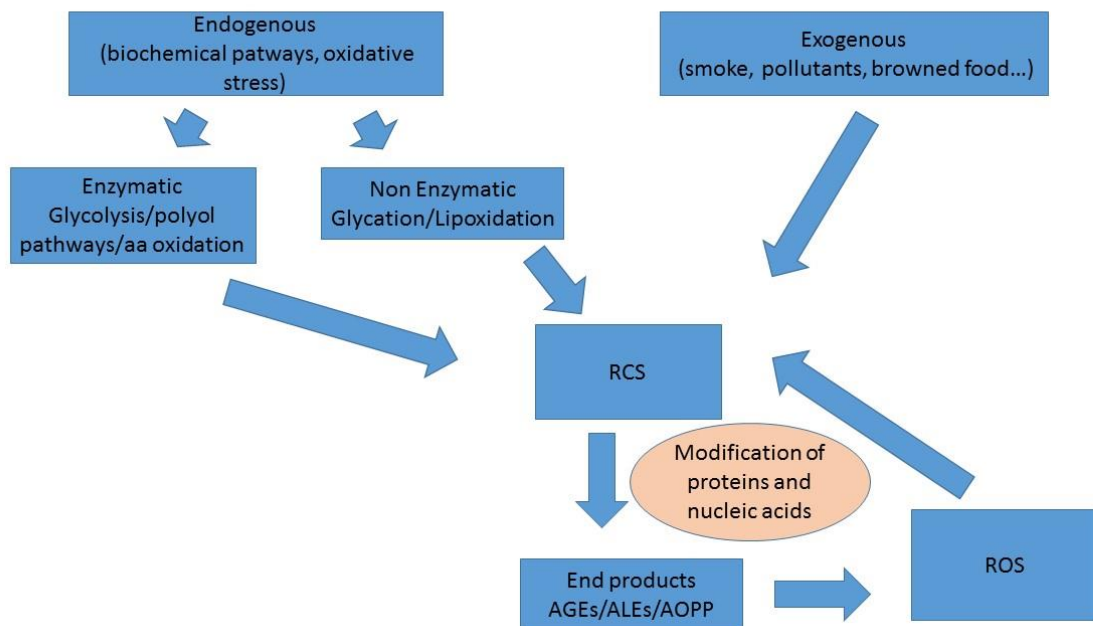 Endogenous
(biochemical patways, oxidative
stress)
Exogenous
(smoke, pollutants, browned food...)
Enzymatic
Glycolysis/polyol
pathways/aa oxidation
Non Enzymatic
Glycation/Lipoxidation
RCS
Modification of
proteins and
nucleic acids
End products
AGEs/ALEs/AOPP
ROS